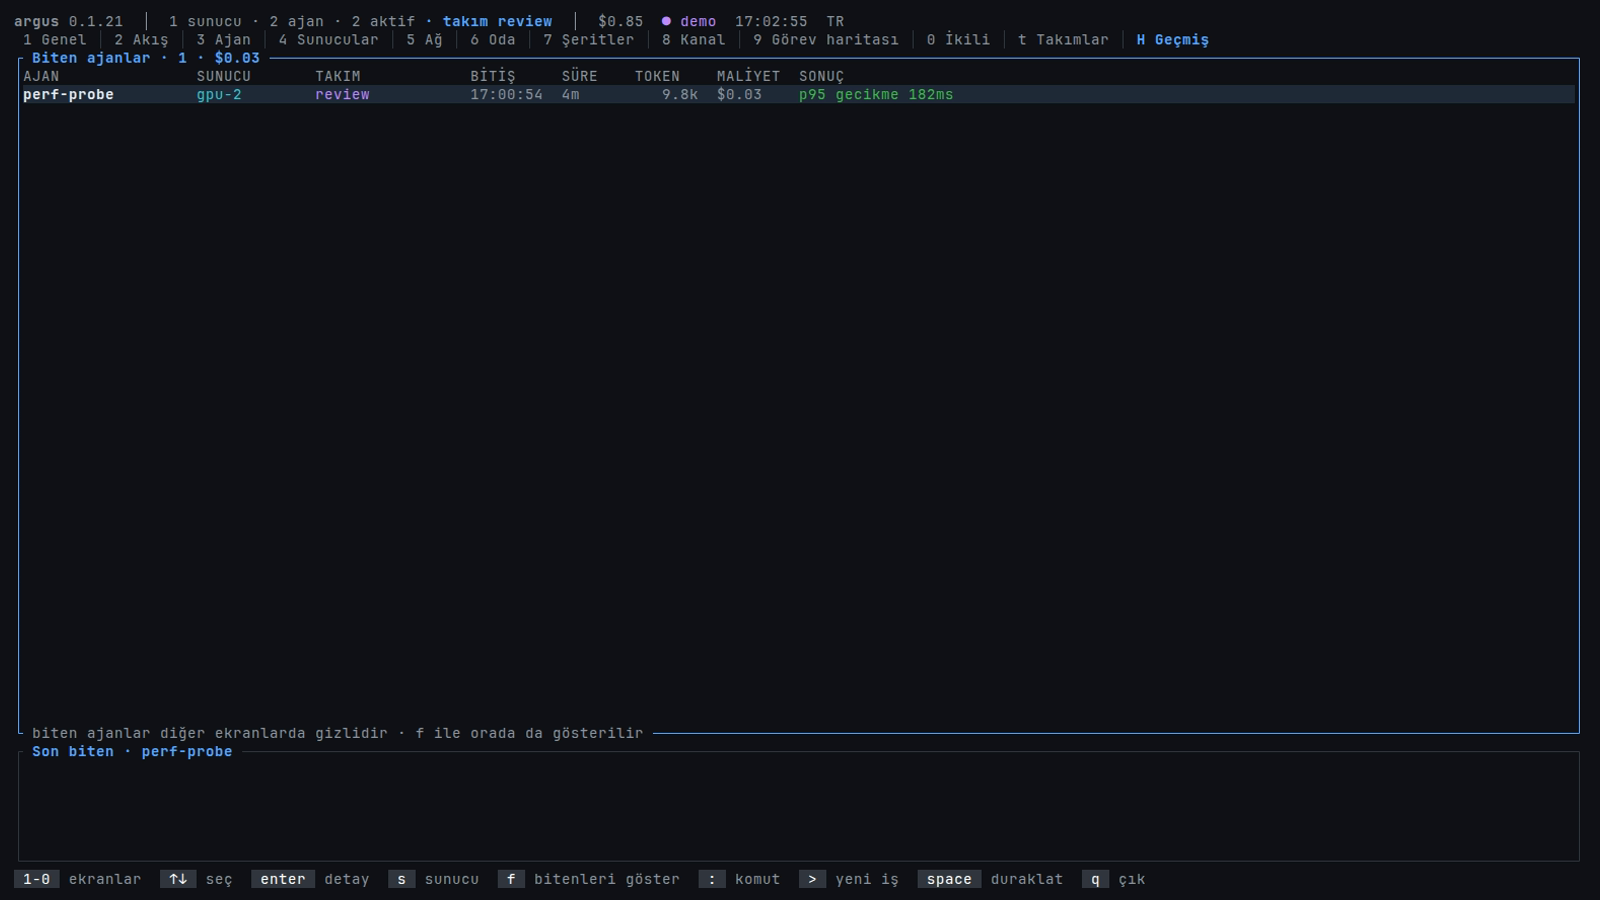 argus 0.1.21 │ 1 sunucu · 2 ajan · 2 aktif · takım review │ $0.85 ● demo 17:02:55 TR
1 Genel │ 2 Akış │ 3 Ajan │ 4 Sunucular │ 5 Ağ │ 6 Oda │ 7 Şeritler │ 8 Kanal │ 9 Görev haritası │ 0 İkili │ t Takımlar │ H Geçmiş
Biten ajanlar · 1 · $0.03
AJAN SUNUCU TAKIM BİTİŞ SÜRE TOKEN MALİYET SONUÇ
perf-probe gpu-2 review 17:00:54 4m 9.8k $0.03 p95 gecikme 182ms
biten ajanlar diğer ekranlarda gizlidir · f ile orada da gösterilir
Son biten · perf-probe
1-0 ekranlar ↑↓ seç enter detay s sunucu f bitenleri göster : komut > yeni iş space duraklat q çık